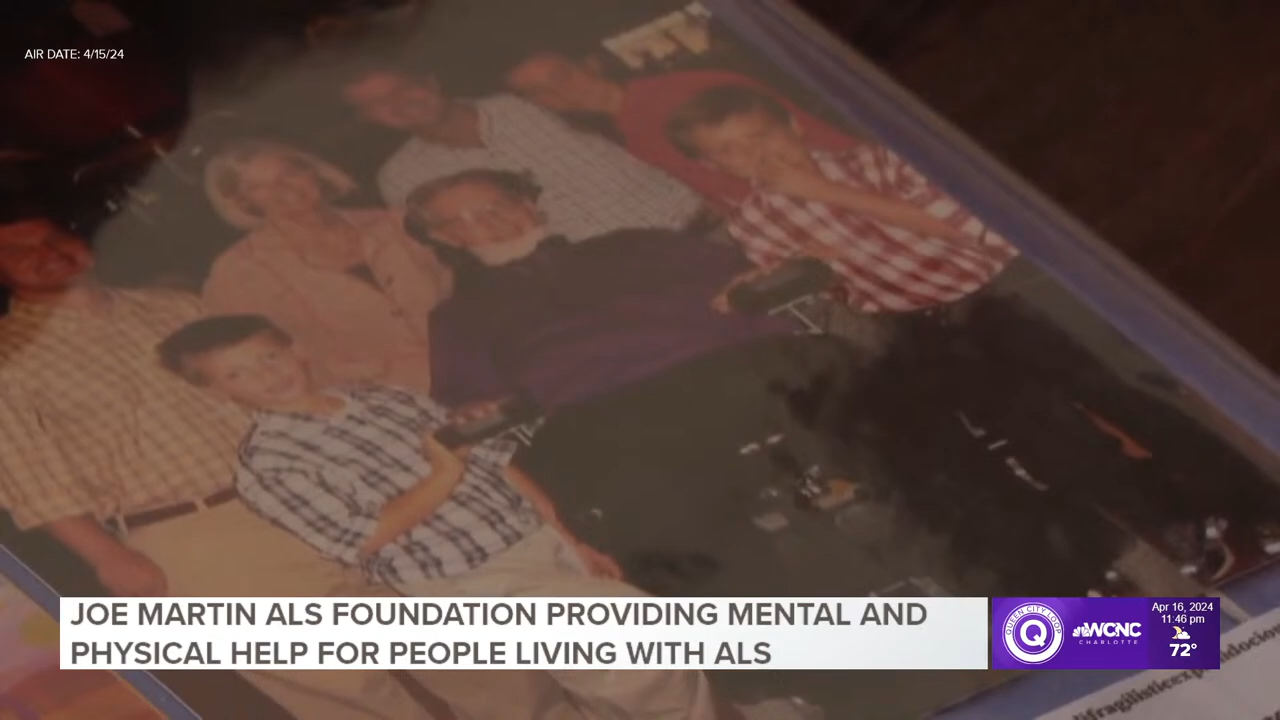 AIR DATE: 4/15/24
JOE MARTIN ALS FOUNDATION PROVIDING MENTAL AND
PHYSICAL HELP FOR PEOPLE LIVING WITH ALS
QUEEN CITY LOOP
Q
WCNC
CHARLOTTE
Apr 16, 2024
11:46 pm
72°